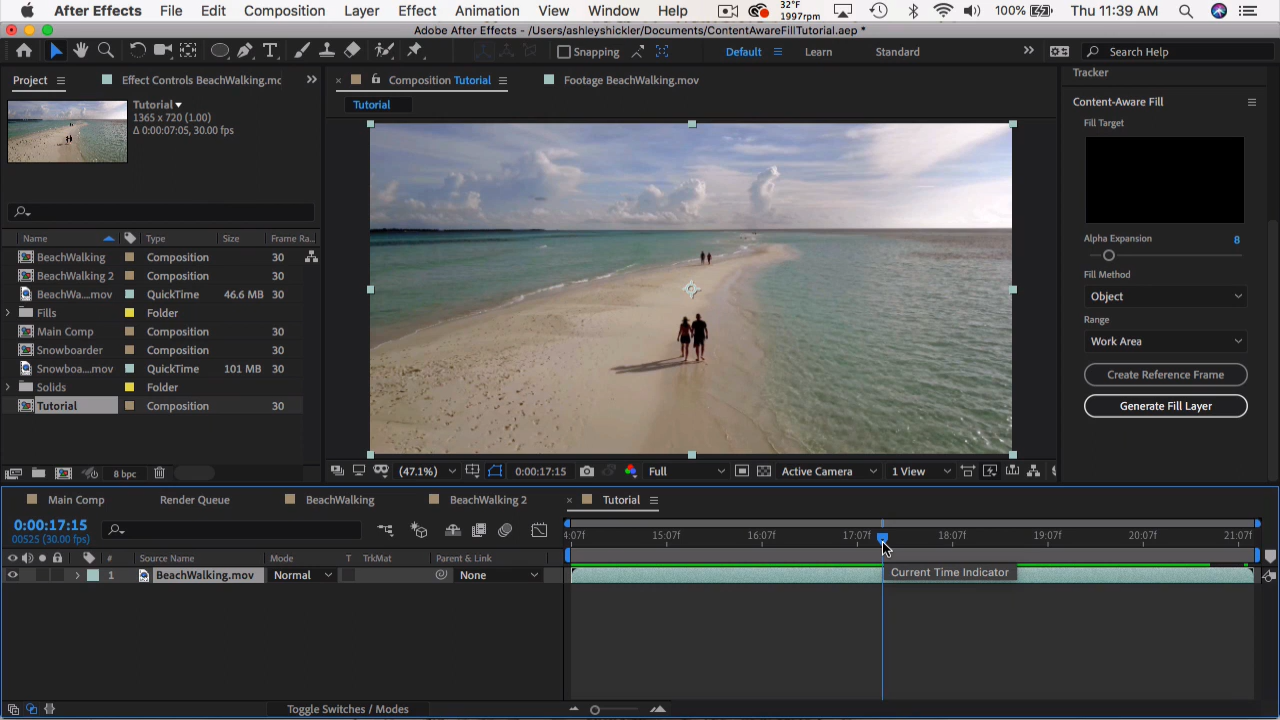 After Effects File Edit Composition Layer Effect Animation View Window Help 32°F 1997rpm 100% Thu 11:39 AM
Adobe After Effects - /Users/ashleyshickler/Documents/ContentAwareFillTutorial.aep *
Snapping Default Learn Standard Search Help
Project Effect Controls BeachWalking.mc
Composition Tutorial Footage BeachWalking.mov
Tracker
Tutorial
1365 x 720 (1.00)
Δ 0:00:07:05, 30.00 fps
Tutorial
Content-Aware Fill
Fill Target
Name Type Size Frame Ra...
BeachWalking Composition 30
BeachWalking 2 Composition 30
BeachWa....mov QuickTime 46.6 MB 30
Fills Folder
Main Comp Composition 30
Snowboarder Composition 30
Snowboa....mov QuickTime 101 MB 30
Solids Folder
Tutorial Composition 30
Alpha Expansion 8
Fill Method
Object
Range
Work Area
Create Reference Frame
Generate Fill Layer
8 bpc
(47.1%) 0:00:17:15 Full Active Camera 1 View
Main Comp Render Queue BeachWalking BeachWalking 2 Tutorial
0:00:17:15
00525 (30.00 fps)
4:07f 15:07f 16:07f 17:07f 18:07f 19:07f 20:07f 21:07f
# Source Name Mode T TrkMat Parent & Link
1 BeachWalking.mov Normal None
Current Time Indicator
Toggle Switches / Modes